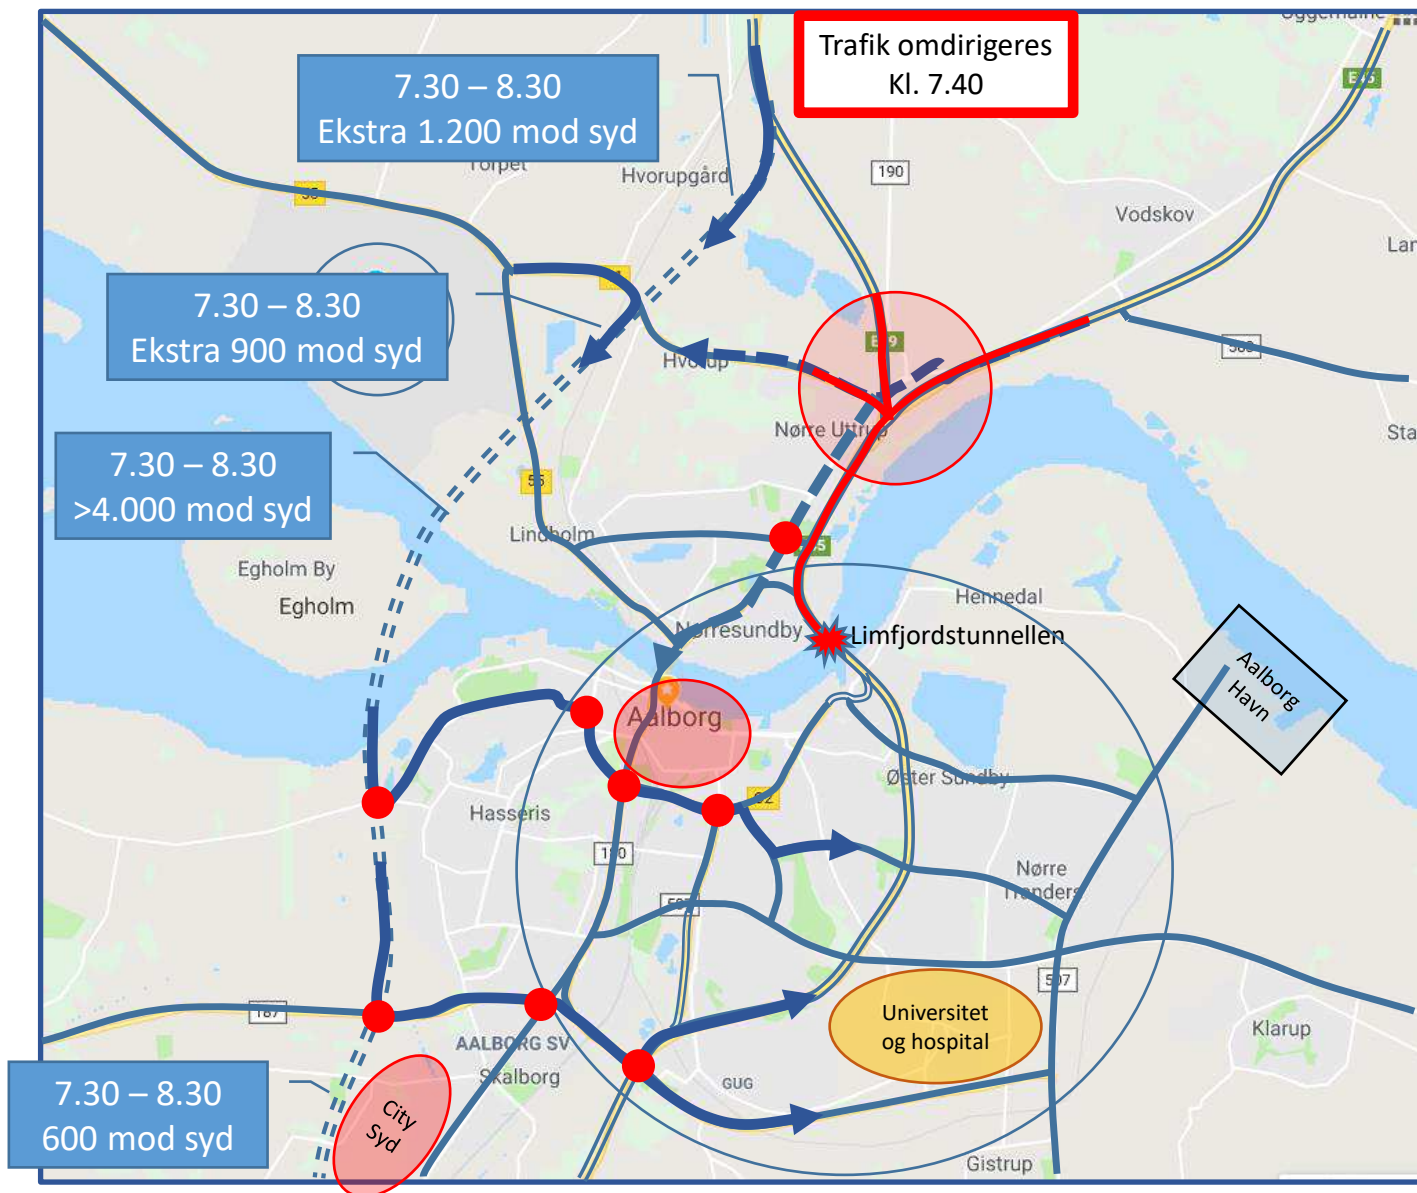 Trafik omdirigeres
Kl. 7.40
7.30 – 8.30
Ekstra 1.200 mod syd
E45
190
Hvorupgård
Vodskov
55
7.30 – 8.30
Ekstra 900 mod syd
Hvorup
Nørre Uttrup
7.30 – 8.30
>4.000 mod syd
55
Lindholm
Egholm By
Egholm
Hennedal
Nørresundby
Limfjordstunnellen
Aalborg
Havn
Aalborg
Øster Sundby
Hasseris
180
Nørre
Tranders
507
187
Universitet
og hospital
Klarup
AALBORG SV
Skalborg
GUG
7.30 – 8.30
600 mod syd
City
Syd
Gistrup